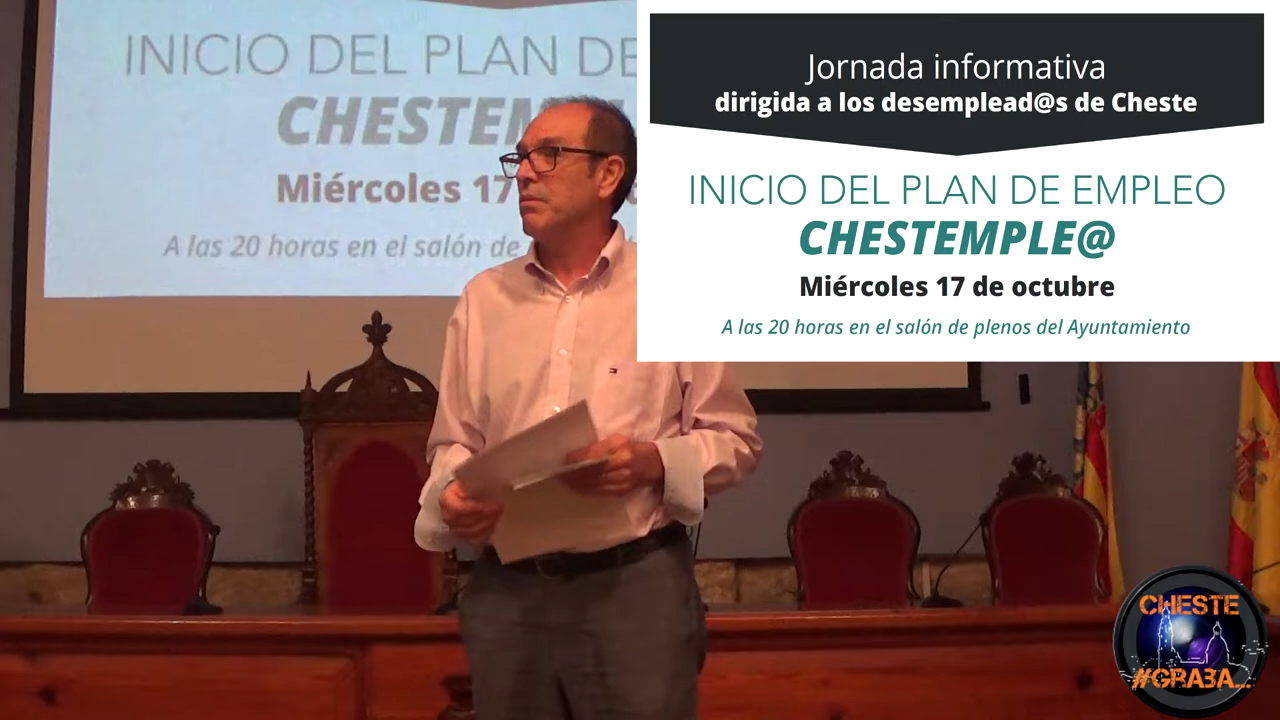 INICIO DEL PLAN DE
CHESTEM
Miércoles 17
A las 20 horas en el salón de
Jornada informativa
dirigida a los desemplead@s de Cheste
INICIO DEL PLAN DE EMPLEO
CHESTEMPLE@
Miércoles 17 de octubre
A las 20 horas en el salón de plenos del Ayuntamiento
CHESTE
#GRABA...